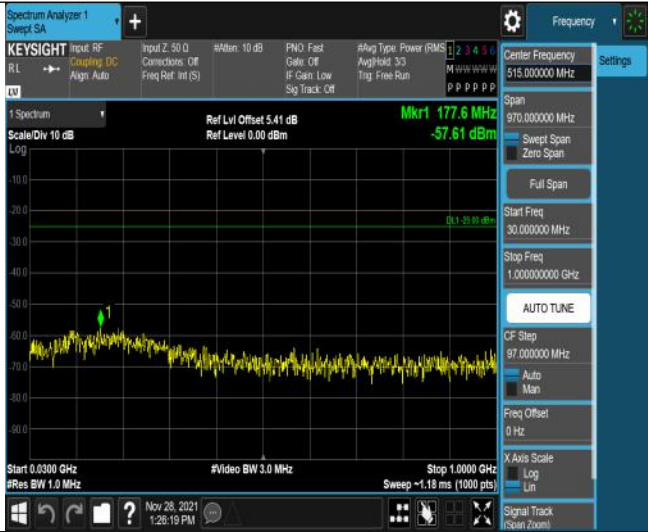 Spectrum Analyzer 1
Swept SA
Frequency
KEYSIGHT
RL
Input: RF
Coupling: DC
Align: Auto
Input Z: 50 Ω
Corrections: Off
Freq Ref: Int (S)
#Atten: 10 dB
PNO: Fast
Gate: Off
IF Gain: Low
Sig Track: Off
#Avg Type: Power (RMS
Avg|Hold: 3/3
Trig: Free Run
1 2 3 4 5 6
M W W W W W
P P P P P P
1 Spectrum
Scale/Div 10 dB
Log
Ref Lvl Offset 5.41 dB
Ref Level 0.00 dBm
Mkr1 177.6 MHz
-57.61 dBm
-10.0
-20.0
DL1 -25.00 dBm
-30.0
-40.0
-50.0
1
-60.0
-70.0
-80.0
-90.0
Start 0.0300 GHz
#Res BW 1.0 MHz
#Video BW 3.0 MHz
Stop 1.0000 GHz
Sweep ~1.18 ms (1000 pts)
Nov 28, 2021
1:26:19 PM
Center Frequency
515.000000 MHz
Settings
Span
970.000000 MHz
Swept Span
Zero Span
Full Span
Start Freq
30.000000 MHz
Stop Freq
1.000000000 GHz
AUTO TUNE
CF Step
97.000000 MHz
Auto
Man
Freq Offset
0 Hz
X Axis Scale
Log
Lin
Signal Track
(Span Zoom)